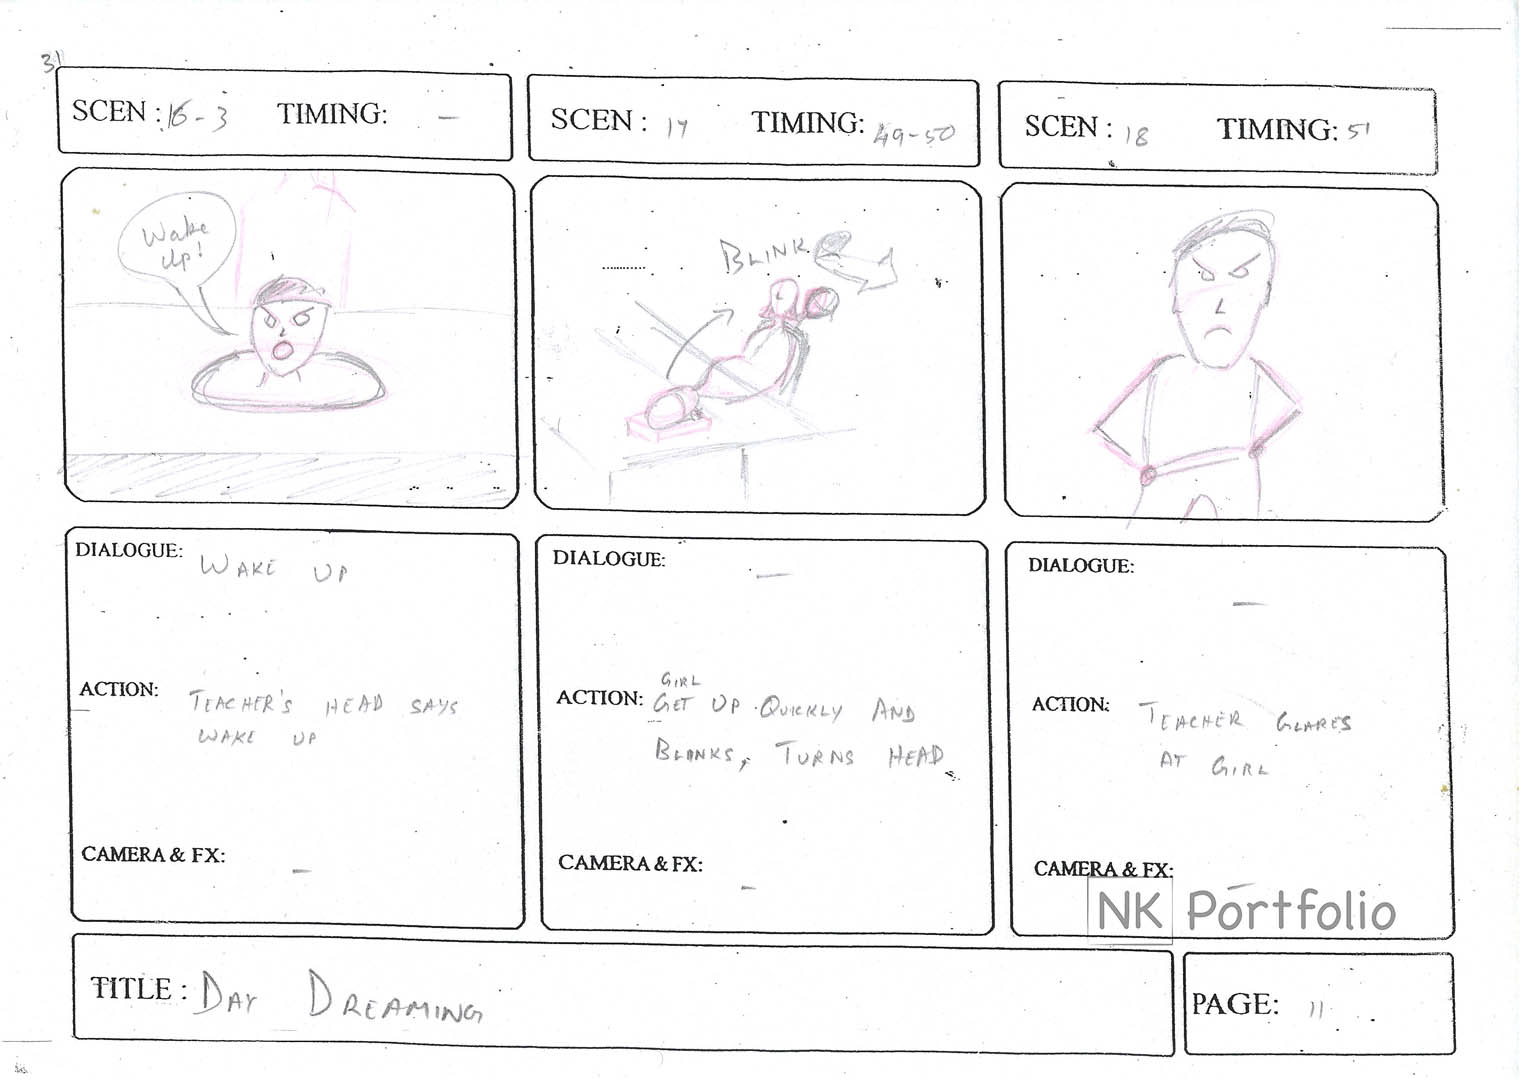 31
SCEN : 16-3 TIMING: -
SCEN : 17 TIMING: 49-50
SCEN : 18 TIMING: 51
Wake
Up!
BLINK
DIALOGUE: WAKE UP
ACTION: TEACHER'S HEAD SAYS
WAKE UP
CAMERA & FX: -
DIALOGUE: -
GIRL
ACTION: GET UP QUICKLY AND
BLINKS, TURNS HEAD
CAMERA & FX: -
DIALOGUE: -
ACTION: TEACHER GLARES
AT GIRL
CAMERA & FX: -
NK Portfolio
TITLE : DAY DREAMING
PAGE: 11